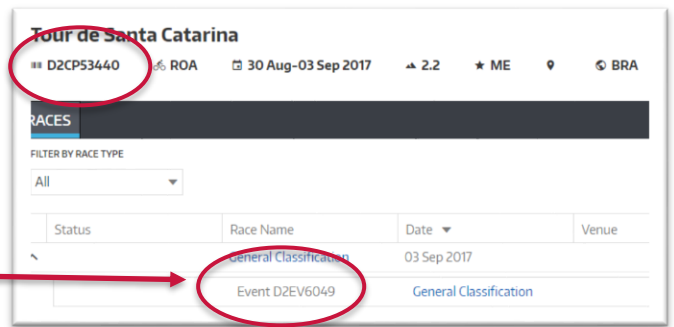 Tour de Santa Catarina
D2CP53440 ROA 30 Aug-03 Sep 2017 2.2 ME BRA
RACES
FILTER BY RACE TYPE
All
Status Race Name Date Venue
General Classification 03 Sep 2017
Event D2EV6049 General Classification